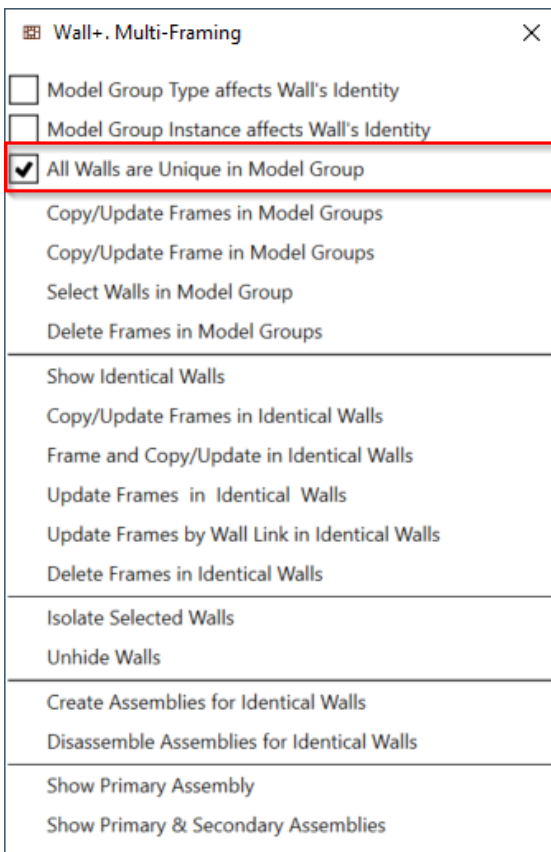 Wall+. Multi-Framing
Model Group Type affects Wall's Identity
Model Group Instance affects Wall's Identity
All Walls are Unique in Model Group
Copy/Update Frames in Model Groups
Copy/Update Frame in Model Groups
Select Walls in Model Group
Delete Frames in Model Groups
Show Identical Walls
Copy/Update Frames in Identical Walls
Frame and Copy/Update in Identical Walls
Update Frames in Identical Walls
Update Frames by Wall Link in Identical Walls
Delete Frames in Identical Walls
Isolate Selected Walls
Unhide Walls
Create Assemblies for Identical Walls
Disassemble Assemblies for Identical Walls
Show Primary Assembly
Show Primary & Secondary Assemblies